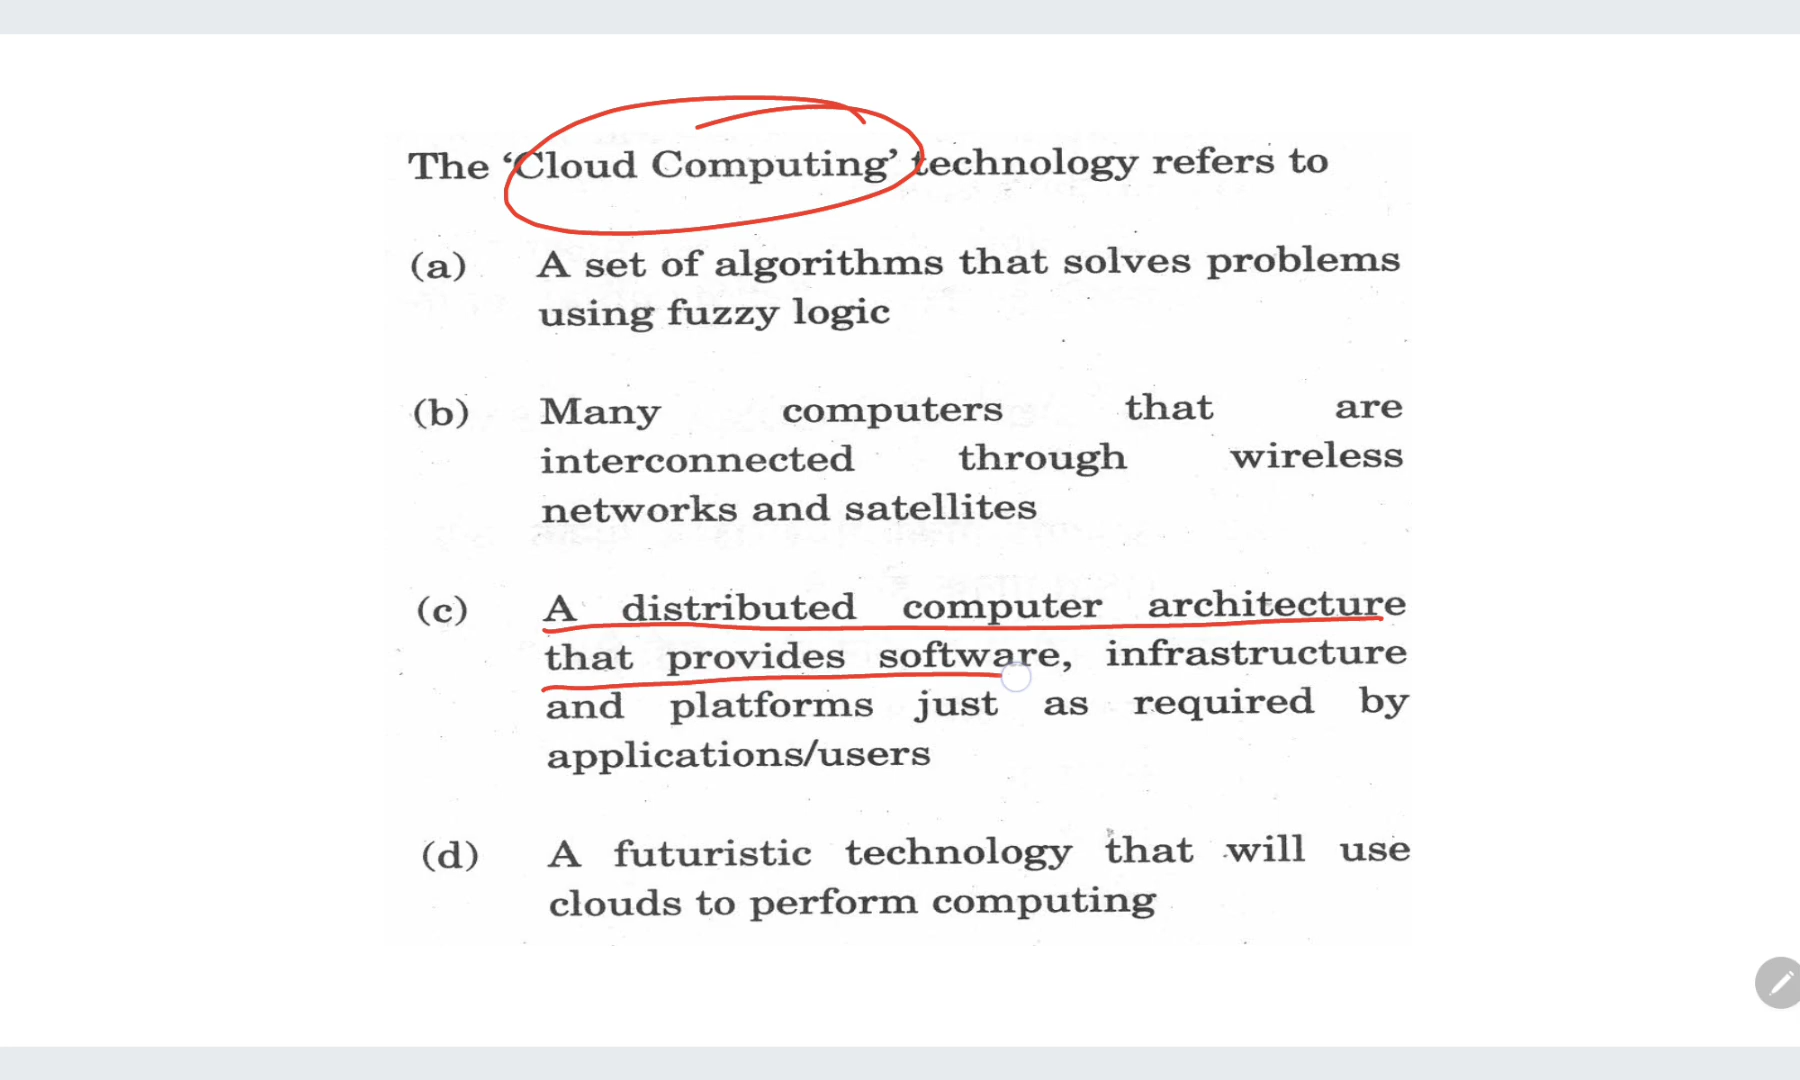 The ‘Cloud Computing’ technology refers to
(a) A set of algorithms that solves problems
using fuzzy logic
(b) Many computers that are
interconnected through wireless
networks and satellites
(c) A distributed computer architecture
that provides software, infrastructure
and platforms just as required by
applications/users
(d) A futuristic technology that will use
clouds to perform computing